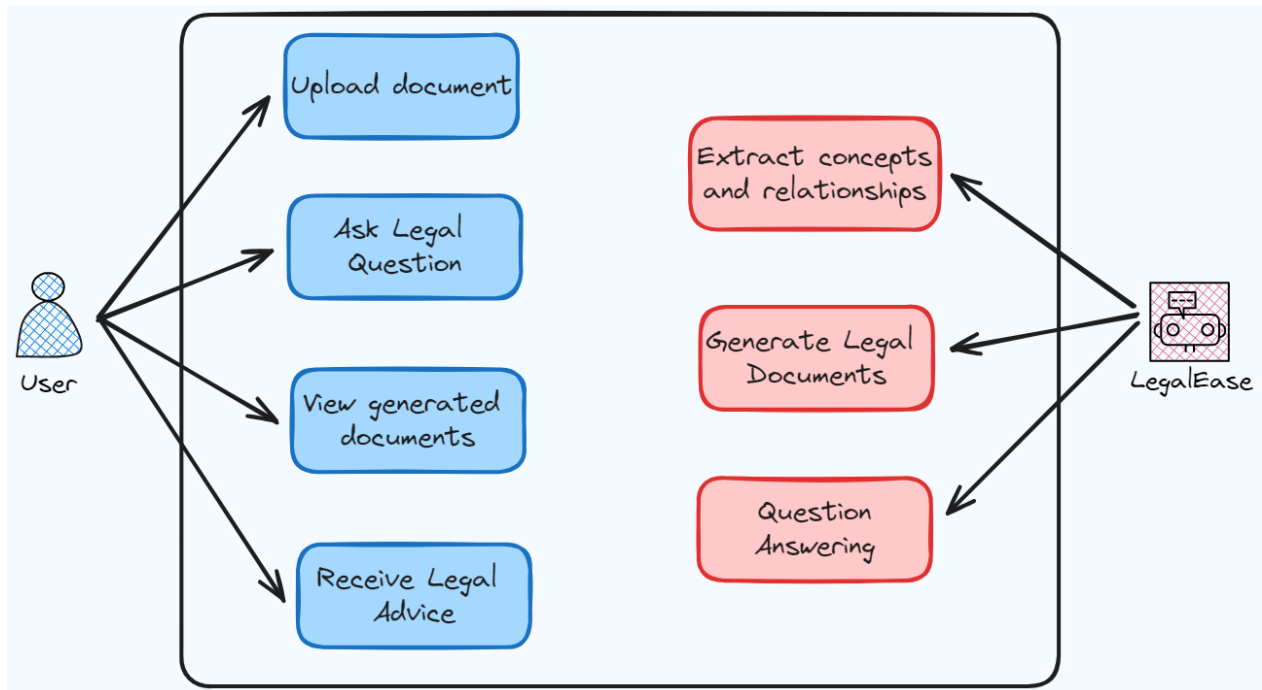 Upload document
Ask Legal
Question
View generated
documents
Receive Legal
Advice
Extract concepts
and relationships
Generate Legal
Documents
Question
Answering
User
LegalEase